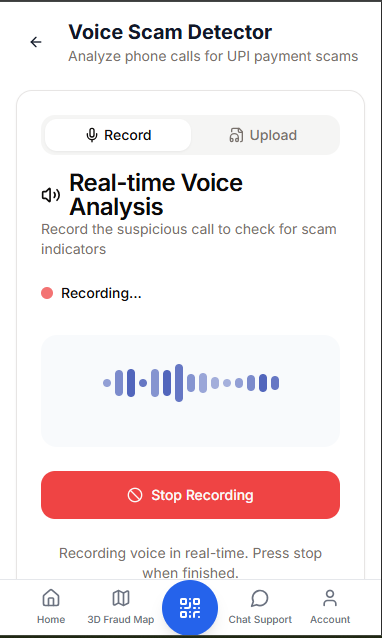 Voice Scam Detector
Analyze phone calls for UPI payment scams
Record
Upload
Real-time Voice
Analysis
Record the suspicious call to check for scam
indicators
Recording...
Stop Recording
Recording voice in real-time. Press stop
when finished.
Home
3D Fraud Map
Chat Support
Account